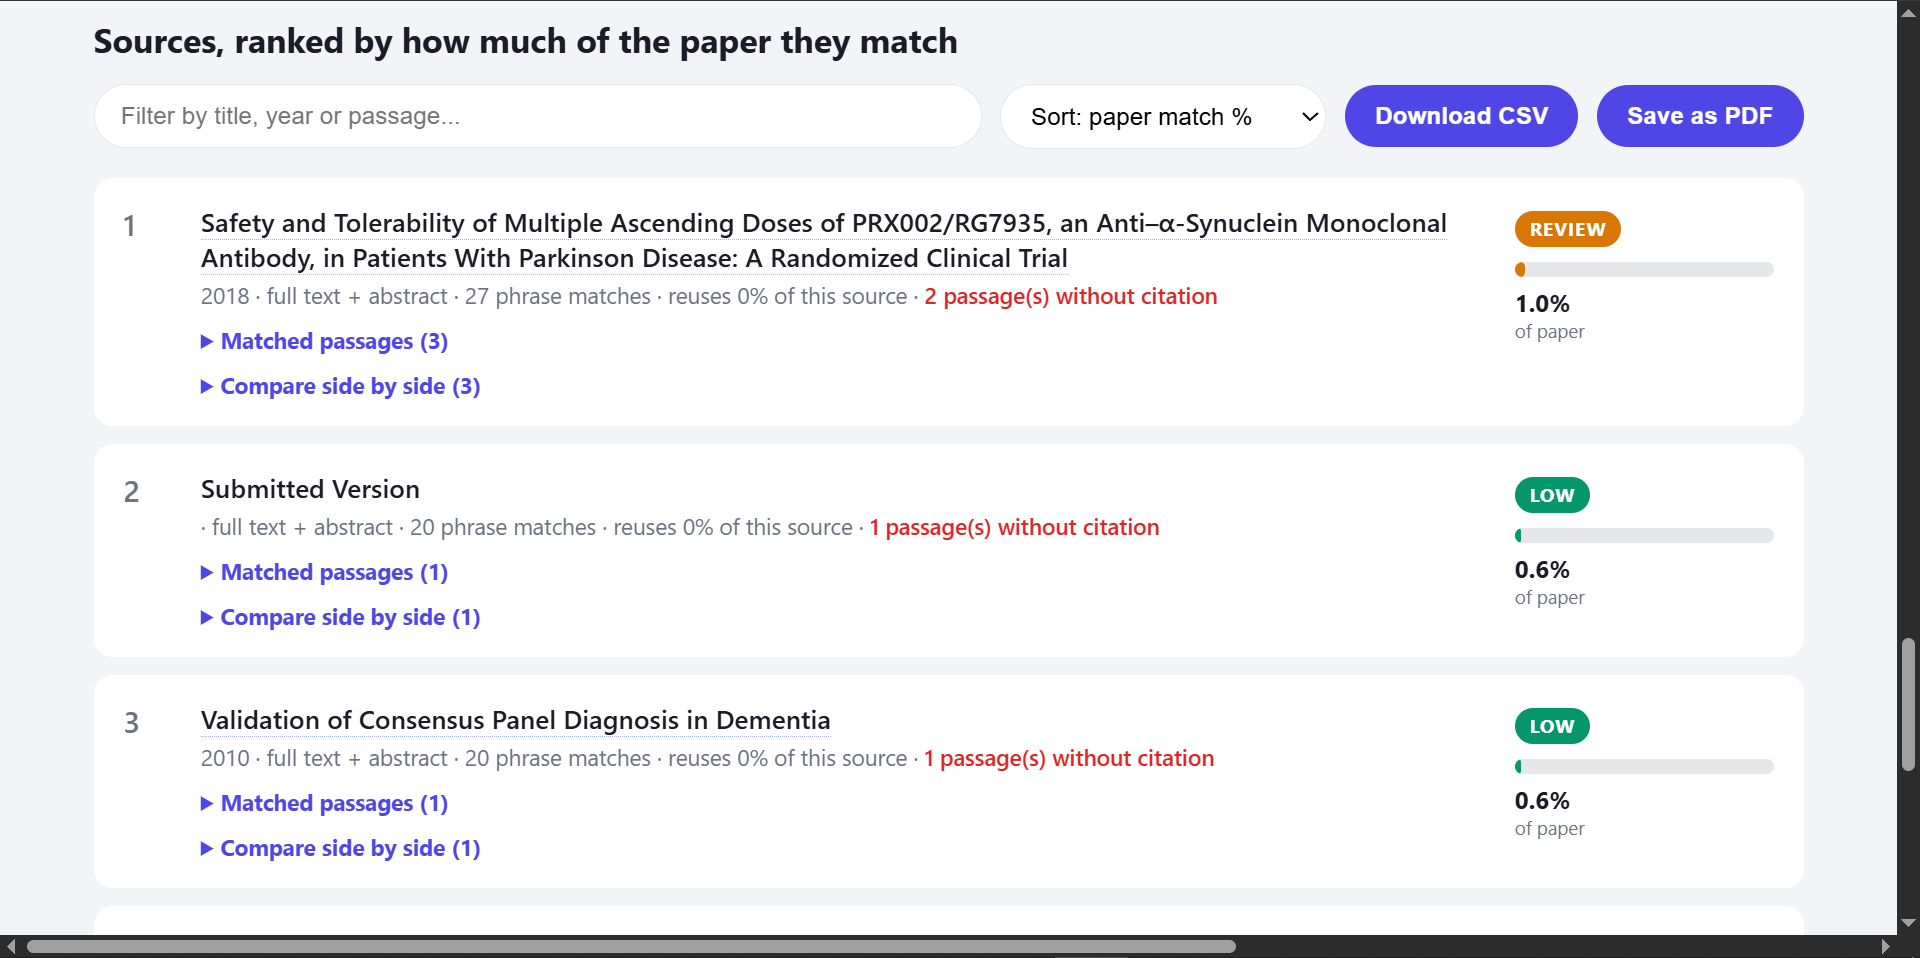 Sources, ranked by how much of the paper they match
Filter by title, year or passage...
Sort: paper match %
Download CSV
Save as PDF
1
Safety and Tolerability of Multiple Ascending Doses of PRX002/RG7935, an Anti–α-Synuclein Monoclonal
Antibody, in Patients With Parkinson Disease: A Randomized Clinical Trial
2018 · full text + abstract · 27 phrase matches · reuses 0% of this source · 2 passage(s) without citation
▶ Matched passages (3)
▶ Compare side by side (3)
REVIEW
1.0%
of paper
2
Submitted Version
· full text + abstract · 20 phrase matches · reuses 0% of this source · 1 passage(s) without citation
▶ Matched passages (1)
▶ Compare side by side (1)
LOW
0.6%
of paper
3
Validation of Consensus Panel Diagnosis in Dementia
2010 · full text + abstract · 20 phrase matches · reuses 0% of this source · 1 passage(s) without citation
▶ Matched passages (1)
▶ Compare side by side (1)
LOW
0.6%
of paper